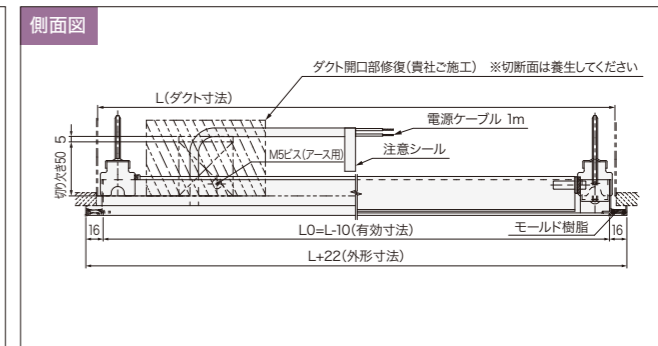 側面図
ダクト開口部修復(貴社ご施工) ※切断面は養生してください
L(ダクト寸法)
電源ケーブル 1m
5
切り欠き50
M5ビス(アース用)
注意シール
16
L0=L-10(有効寸法)
モールド樹脂
16
L+22(外形寸法)